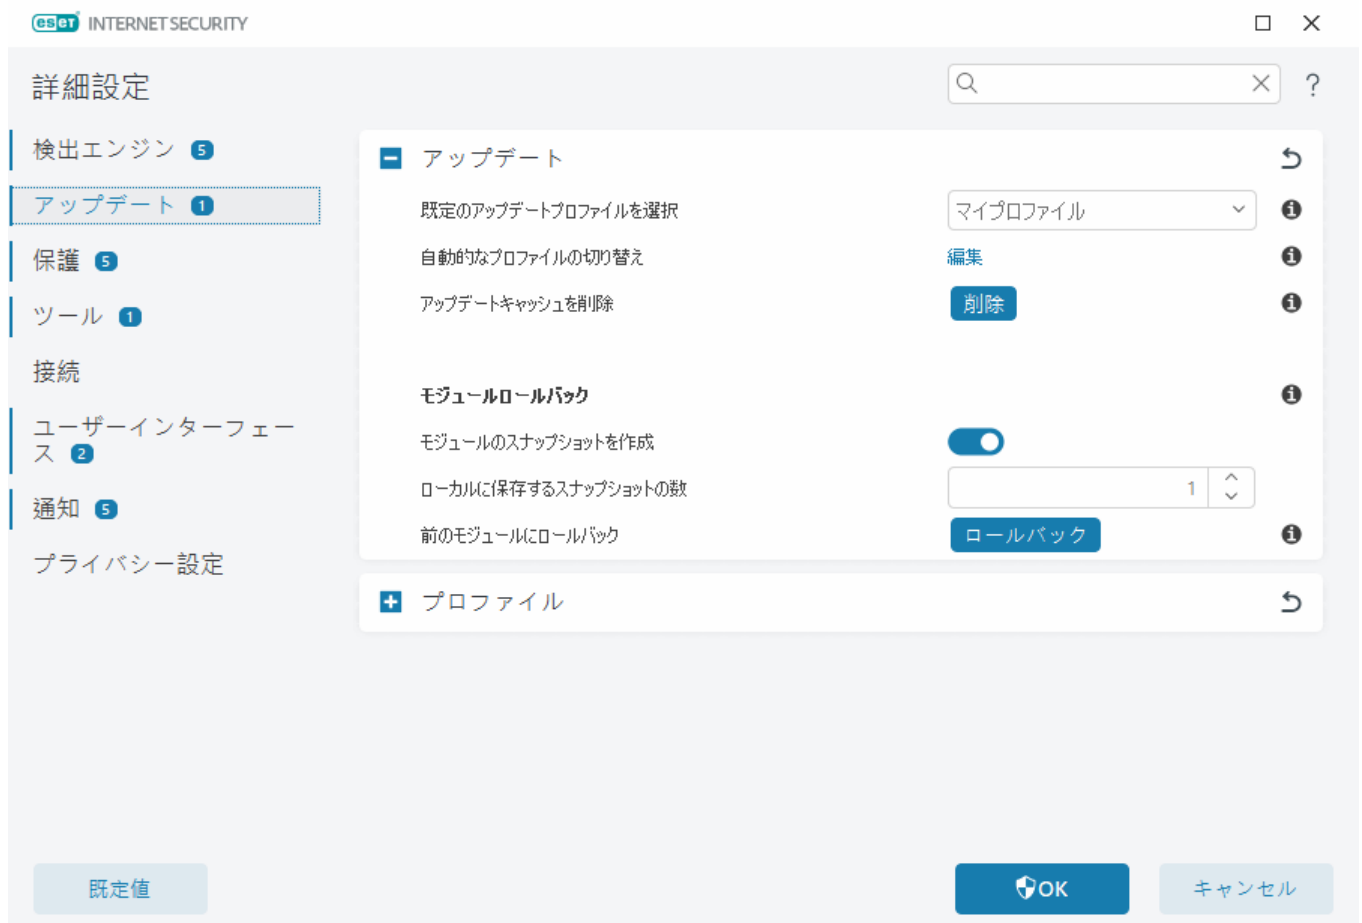 eset INTERNET SECURITY
詳細設定
?
検出エンジン 5
アップデート 1
保護 5
ツール 1
接続
ユーザーインターフェー
ス 2
通知 5
プライバシー設定
アップデート
既定のアップデートプロファイルを選択 マイプロファイル
自動的なプロファイルの切り替え 編集
アップデートキャッシュを削除 削除
モジュールロールバック
モジュールのスナップショットを作成
ローカルに保存するスナップショットの数 1
前のモジュールにロールバック ロールバック
プロファイル
既定値 OK キャンセル